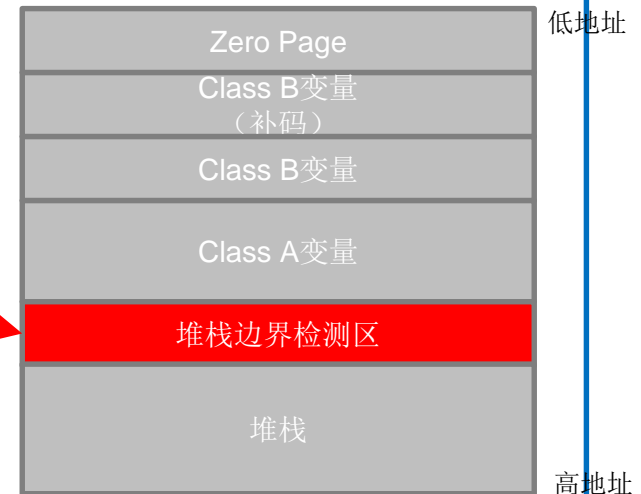 低地址
Zero Page
Class B变量
（补码）
Class B变量
Class A变量
堆栈边界检测区
堆栈
高地址